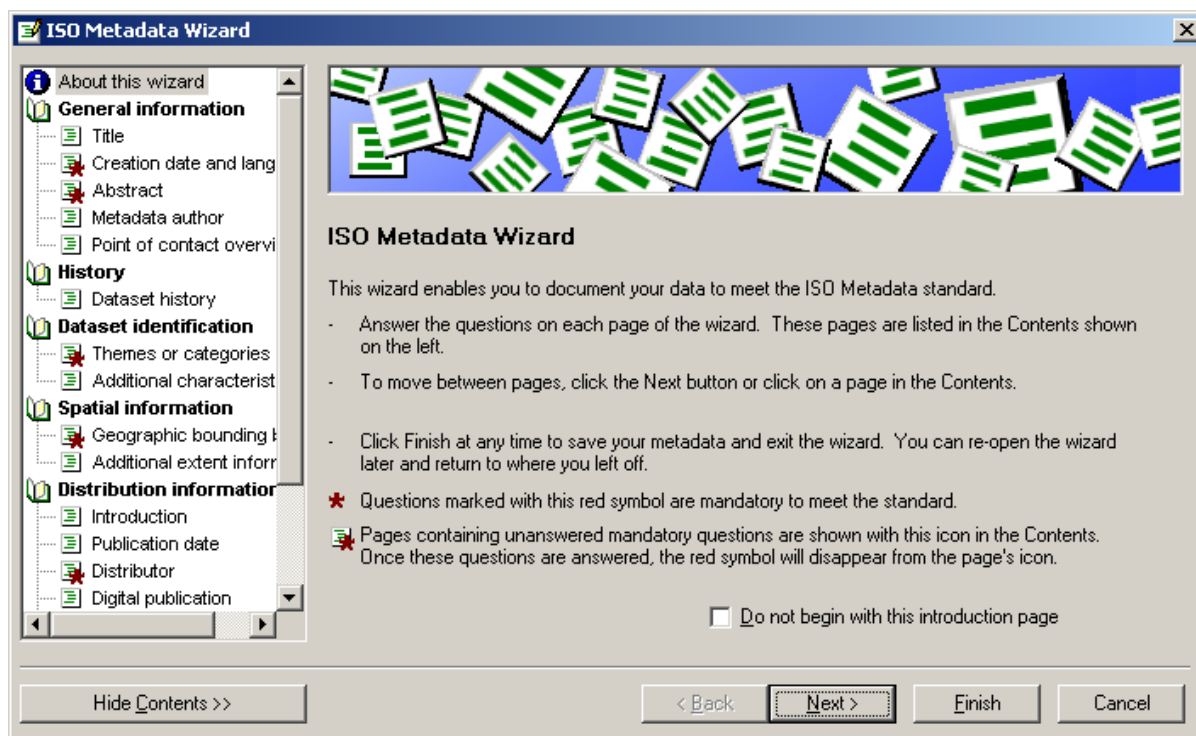 ISO Metadata Wizard
About this wizard
General information
Title
Creation date and lang
Abstract
Metadata author
Point of contact overvi
History
Dataset history
Dataset identification
Themes or categories
Additional characterist
Spatial information
Geographic bounding b
Additional extent inforr
Distribution information
Introduction
Publication date
Distributor
Digital publication
ISO Metadata Wizard
This wizard enables you to document your data to meet the ISO Metadata standard.
- Answer the questions on each page of the wizard. These pages are listed in the Contents shown
on the left.
- To move between pages, click the Next button or click on a page in the Contents.
- Click Finish at any time to save your metadata and exit the wizard. You can re-open the wizard
later and return to where you left off.
Questions marked with this red symbol are mandatory to meet the standard.
Pages containing unanswered mandatory questions are shown with this icon in the Contents.
Once these questions are answered, the red symbol will disappear from the page's icon.
Do not begin with this introduction page
Hide Contents >>
< Back
Next >
Finish
Cancel